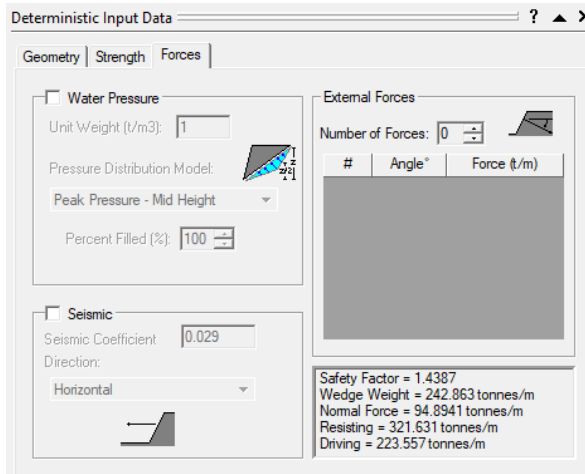 Deterministic Input Data ? ▲ ×
Geometry Strength Forces
Water Pressure
Unit Weight (t/m3): 1
Pressure Distribution Model:
z
z/2
Peak Pressure - Mid Height
Percent Filled (%): 100
Seismic
Seismic Coefficient 0.029
Direction:
Horizontal
External Forces
Number of Forces: 0
# Angle° Force (t/m)
Safety Factor = 1.4387
Wedge Weight = 242.863 tonnes/m
Normal Force = 94.8941 tonnes/m
Resisting = 321.631 tonnes/m
Driving = 223.557 tonnes/m